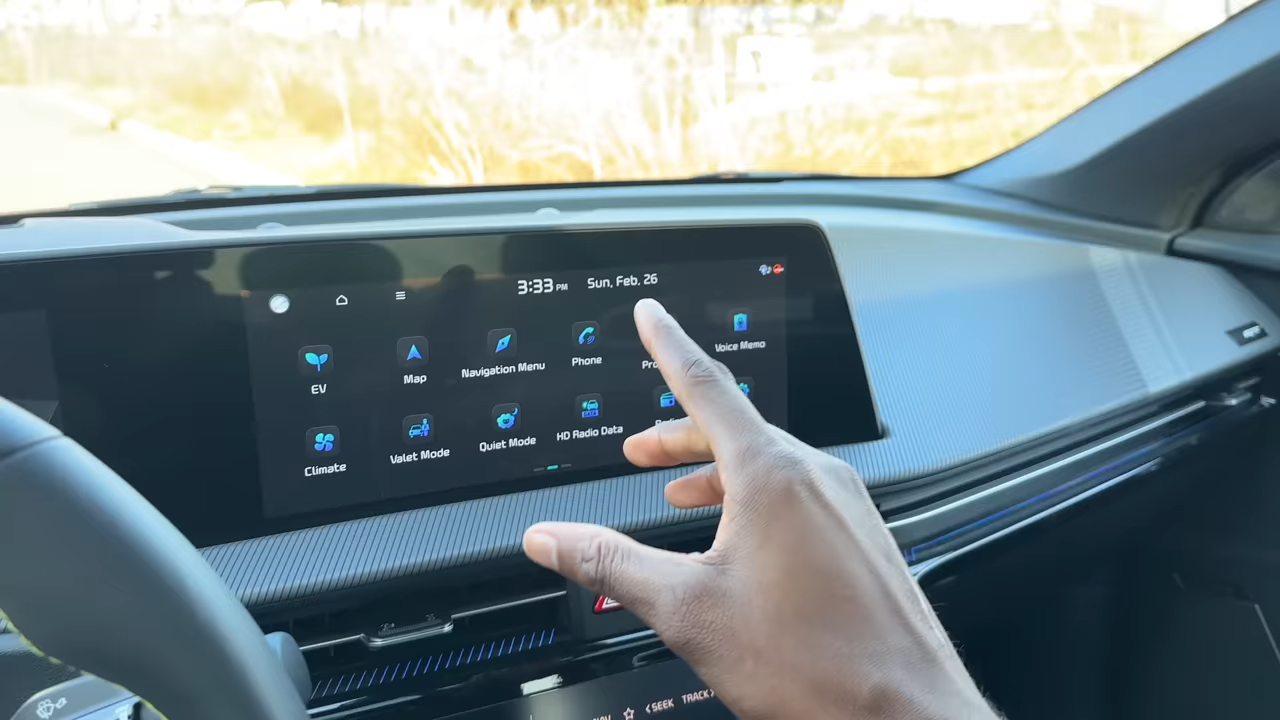 3:33 PM Sun, Feb. 26
EV
Map
Navigation Menu
Phone
Voice Memo
Climate
Valet Mode
Quiet Mode
HD Radio Data
DATA
<SEEK TRACK>